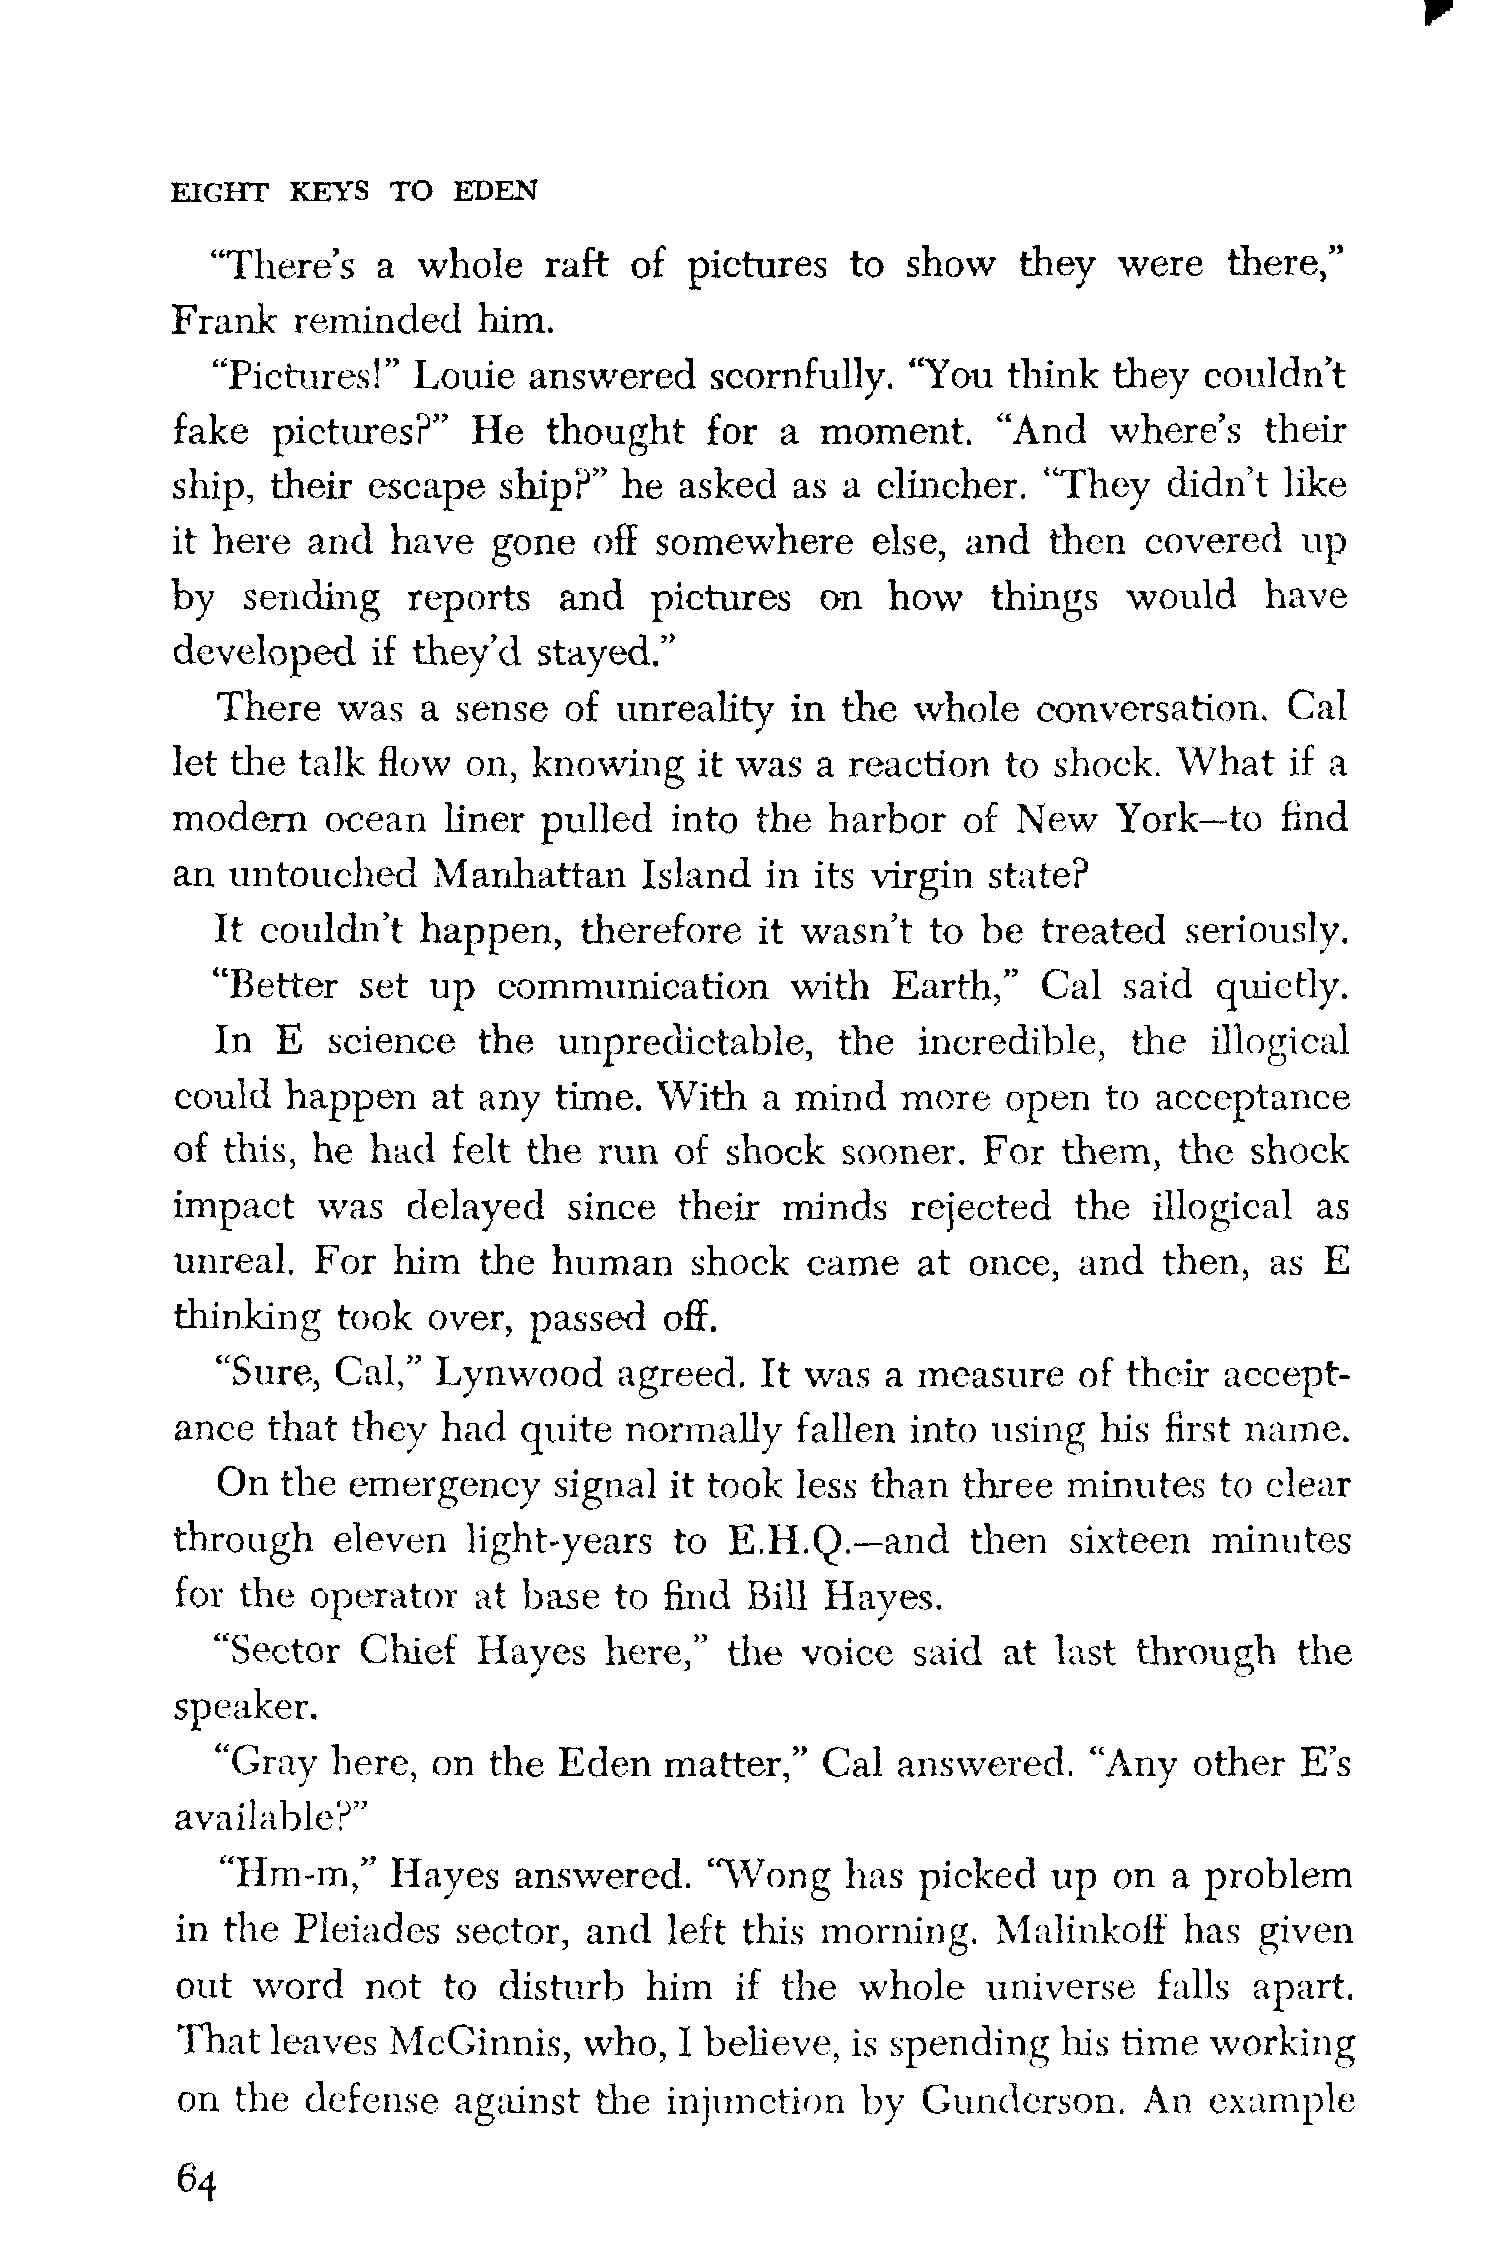 EIGHT KEYS TO EDEN
“There’s a whole raft of pictures to show they were there,”
Frank reminded him.
“Pictures!” Louie answered scornfully. “You think they couldn’t
fake pictures?” He thought for a moment. “And where’s their
ship, their escape ship?” he asked as a clincher. “They didn’t like
it here and have gone off somewhere else, and then covered up
by sending reports and pictures on how things would have
developed if they’d stayed.”
There was a sense of unreality in the whole conversation. Cal
let the talk flow on, knowing it was a reaction to shock. What if a
modern ocean liner pulled into the harbor of New York—to find
an untouched Manhattan Island in its virgin state?
It couldn’t happen, therefore it wasn’t to be treated seriously.
“Better set up communication with Earth,” Cal said quietly.
In E science the unpredictable, the incredible, the illogical
could happen at any time. With a mind more open to acceptance
of this, he had felt the run of shock sooner. For them, the shock
impact was delayed since their minds rejected the illogical as
unreal. For him the human shock came at once, and then, as E
thinking took over, passed off.
“Sure, Cal,” Lynwood agreed. It was a measure of their accept-
ance that they had quite normally fallen into using his first name.
On the emergency signal it took less than three minutes to clear
through eleven light-years to E.H.Q.—and then sixteen minutes
for the operator at base to find Bill Hayes.
“Sector Chief Hayes here,” the voice said at last through the
speaker.
“Gray here, on the Eden matter,” Cal answered. “Any other E’s
available?”
“Hm-m,” Hayes answered. “Wong has picked up on a problem
in the Pleiades sector, and left this morning. Malinkoff has given
out word not to disturb him if the whole universe falls apart.
That leaves McGinnis, who, I believe, is spending his time working
on the defense against the injunction by Gunderson. An example
64